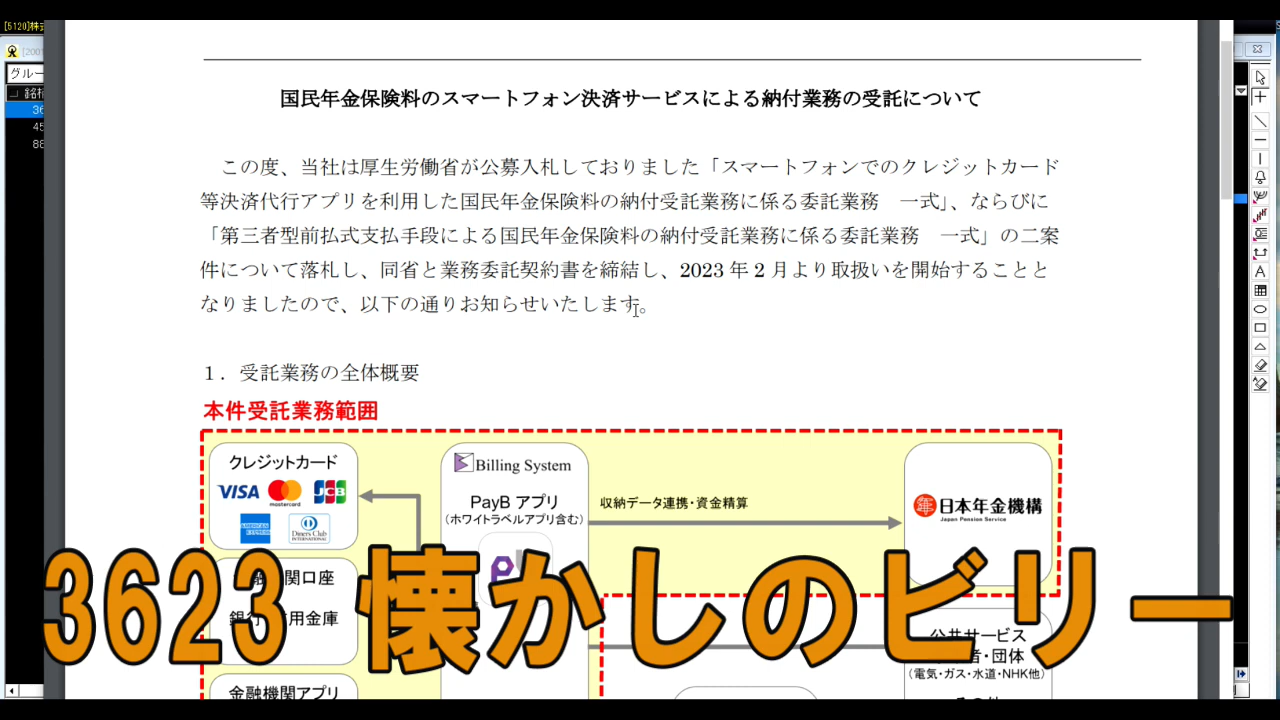 [5120]株式
グルー
銘柄
36
45
88
国民年金保険料のスマートフォン決済サービスによる納付業務の受託について
この度、当社は厚生労働省が公募入札しておりました「スマートフォンでのクレジットカード
等決済代行アプリを利用した国民年金保険料の納付受託業務に係る委託業務　一式」、ならびに
「第三者型前払式支払手段による国民年金保険料の納付受託業務に係る委託業務　一式」の二案
件について落札し、同省と業務委託契約書を締結し、2023 年 2 月より取扱いを開始することと
なりましたので、以下の通りお知らせいたします。
１．受託業務の全体概要
本件受託業務範囲
クレジットカード
VISA
mastercard
JCB
AMERICAN EXPRESS
Diners Club
INTERNATIONAL
Billing System
PayB アプリ
(ホワイトラベルアプリ含む)
収納データ連携・資金精算
日本年金機構
Japan Pension Service
関口座
銀行
用金庫
金融機関アプリ
公共サービス
者・団体
(電気・ガス・水道・NHK他)
3623 懐かしのビリー